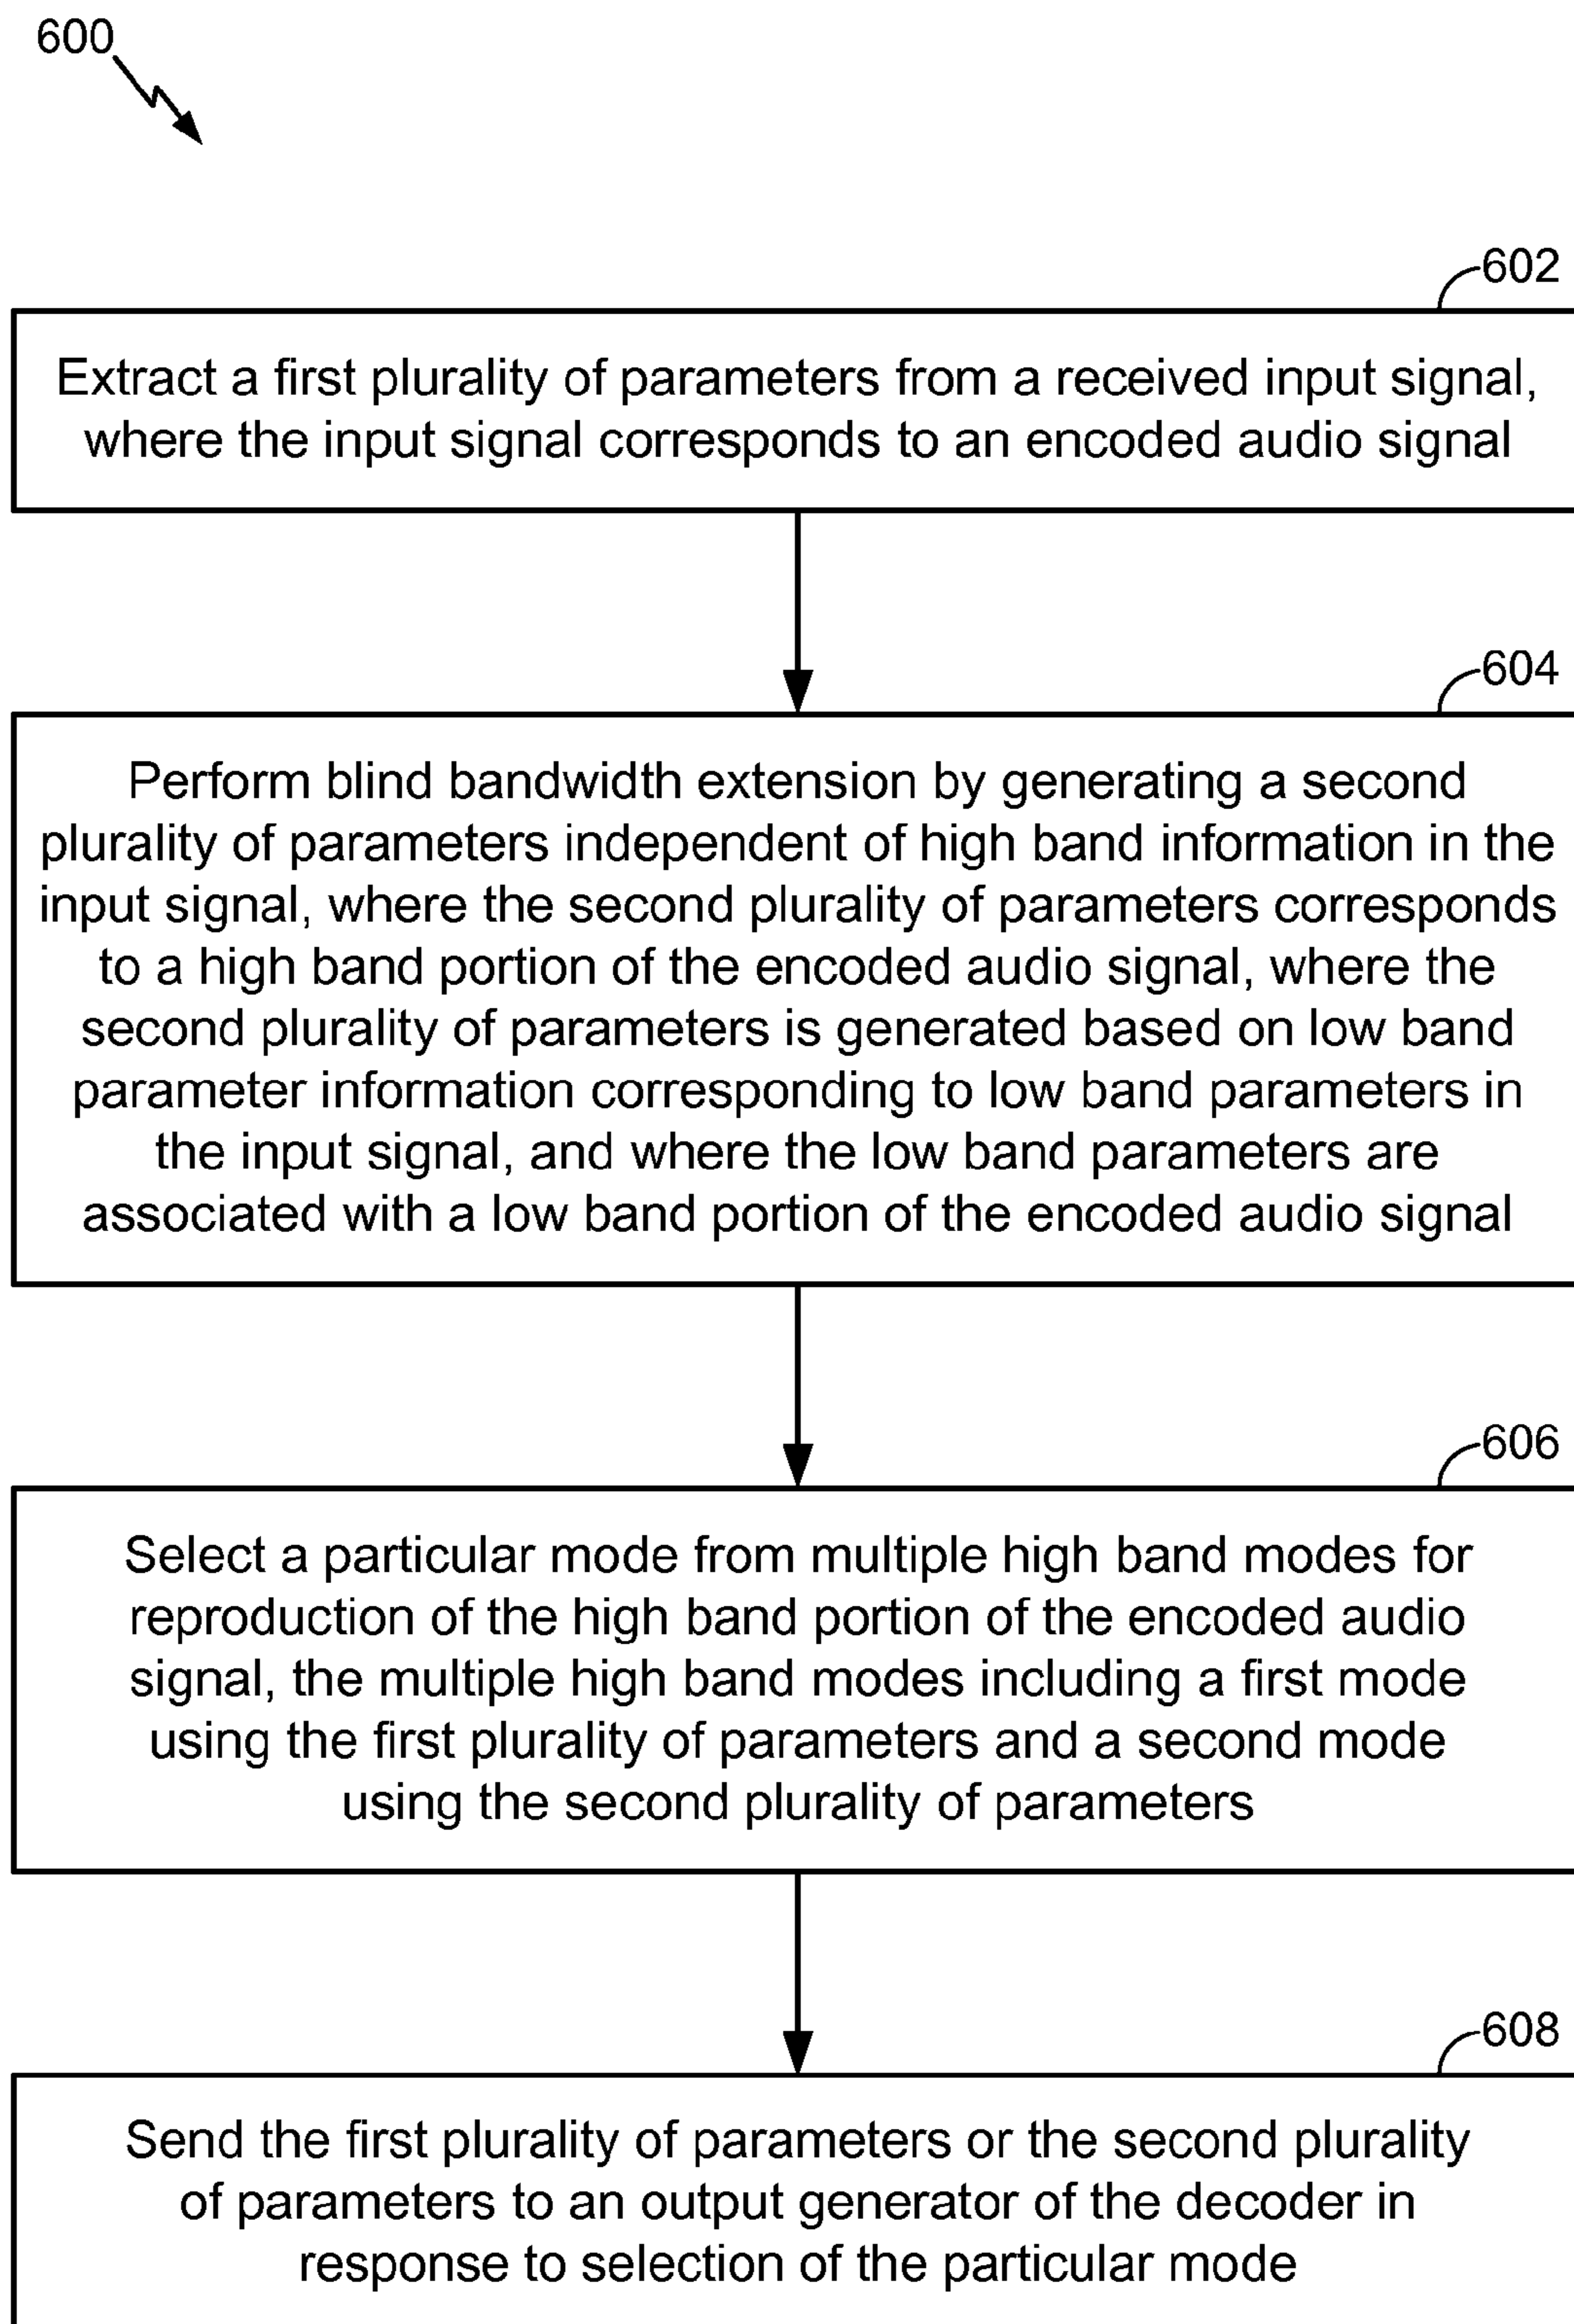 600
602
Extract a first plurality of parameters from a received input signal,
where the input signal corresponds to an encoded audio signal
604
Perform blind bandwidth extension by generating a second
plurality of parameters independent of high band information in the
input signal, where the second plurality of parameters corresponds
to a high band portion of the encoded audio signal, where the
second plurality of parameters is generated based on low band
parameter information corresponding to low band parameters in
the input signal, and where the low band parameters are
associated with a low band portion of the encoded audio signal
606
Select a particular mode from multiple high band modes for
reproduction of the high band portion of the encoded audio
signal, the multiple high band modes including a first mode
using the first plurality of parameters and a second mode
using the second plurality of parameters
608
Send the first plurality of parameters or the second plurality
of parameters to an output generator of the decoder in
response to selection of the particular mode